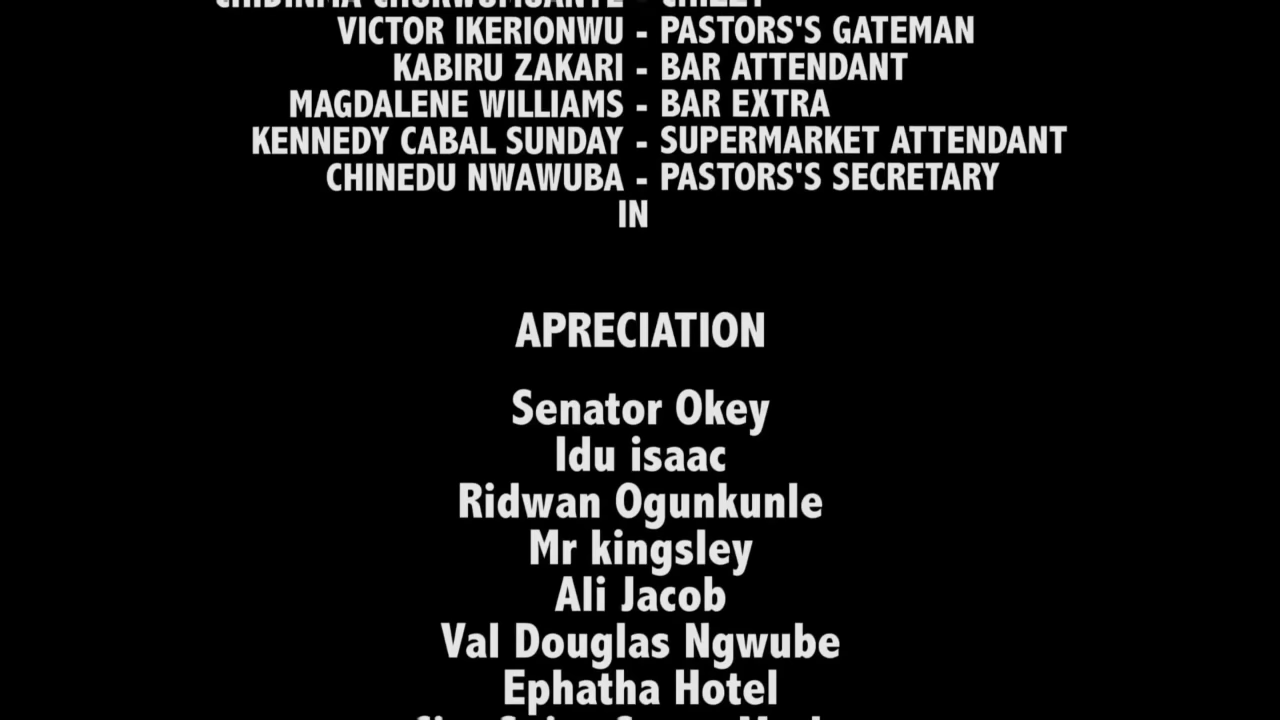 VICTOR IKERIONWU - PASTORS'S GATEMAN
KABIRU ZAKARI - BAR ATTENDANT
MAGDALENE WILLIAMS - BAR EXTRA
KENNEDY CABAL SUNDAY - SUPERMARKET ATTENDANT
CHINEDU NWAWUBA - PASTORS'S SECRETARY
IN
APRECIATION
Senator Okey
Idu isaac
Ridwan Ogunkunle
Mr kingsley
Ali Jacob
Val Douglas Ngwube
Ephatha Hotel